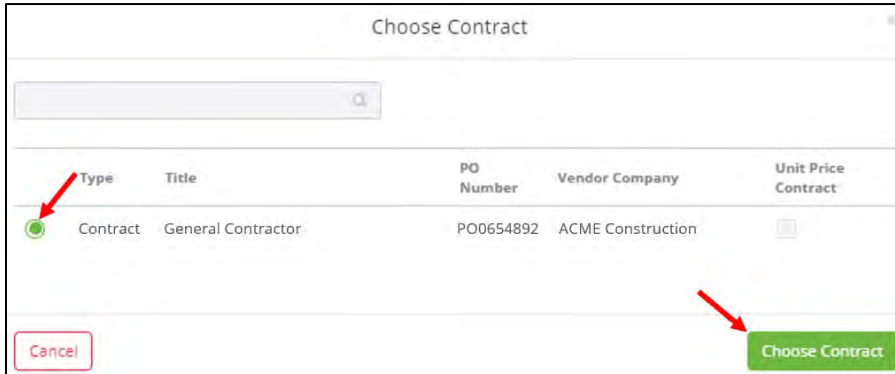 Choose Contract
Type Title PO Number Vendor Company Unit Price Contract
Contract General Contractor PO0654892 ACME Construction
Cancel Choose Contract